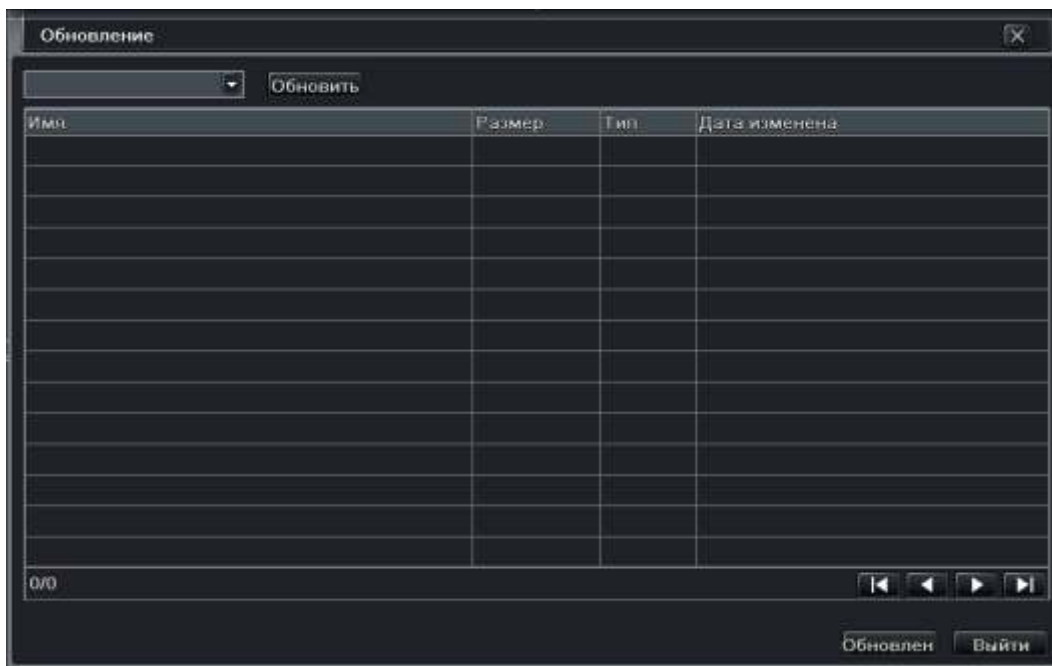 Обновление
Обновить
Имя Размер Тип Дата изменена
0/0
Обновлен Выйти